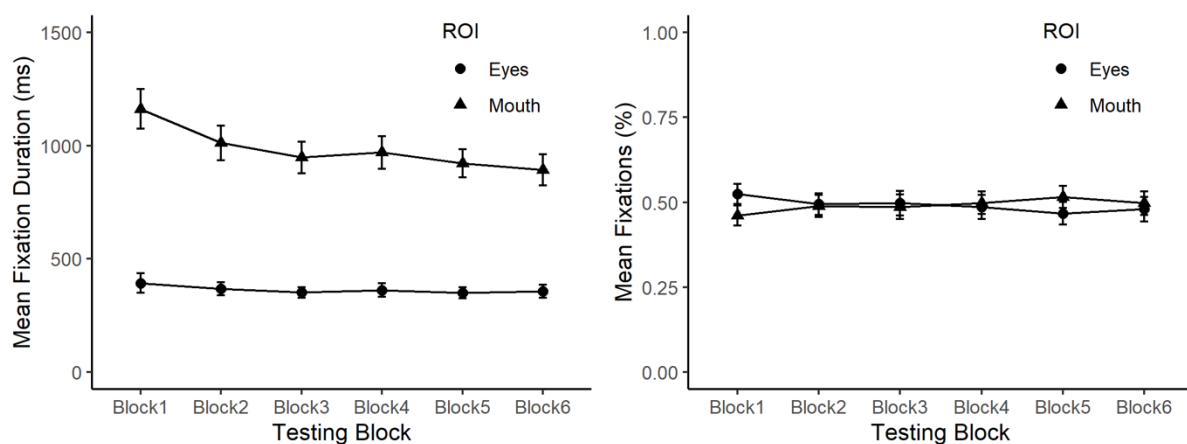 Mean Fixation Duration (ms)
1500
1000
500
0
ROI
Eyes
Mouth
Block1 Block2 Block3 Block4 Block5 Block6
Testing Block
Mean Fixations (%)
1.00
0.75
0.50
0.25
0.00
ROI
Eyes
Mouth
Block1 Block2 Block3 Block4 Block5 Block6
Testing Block